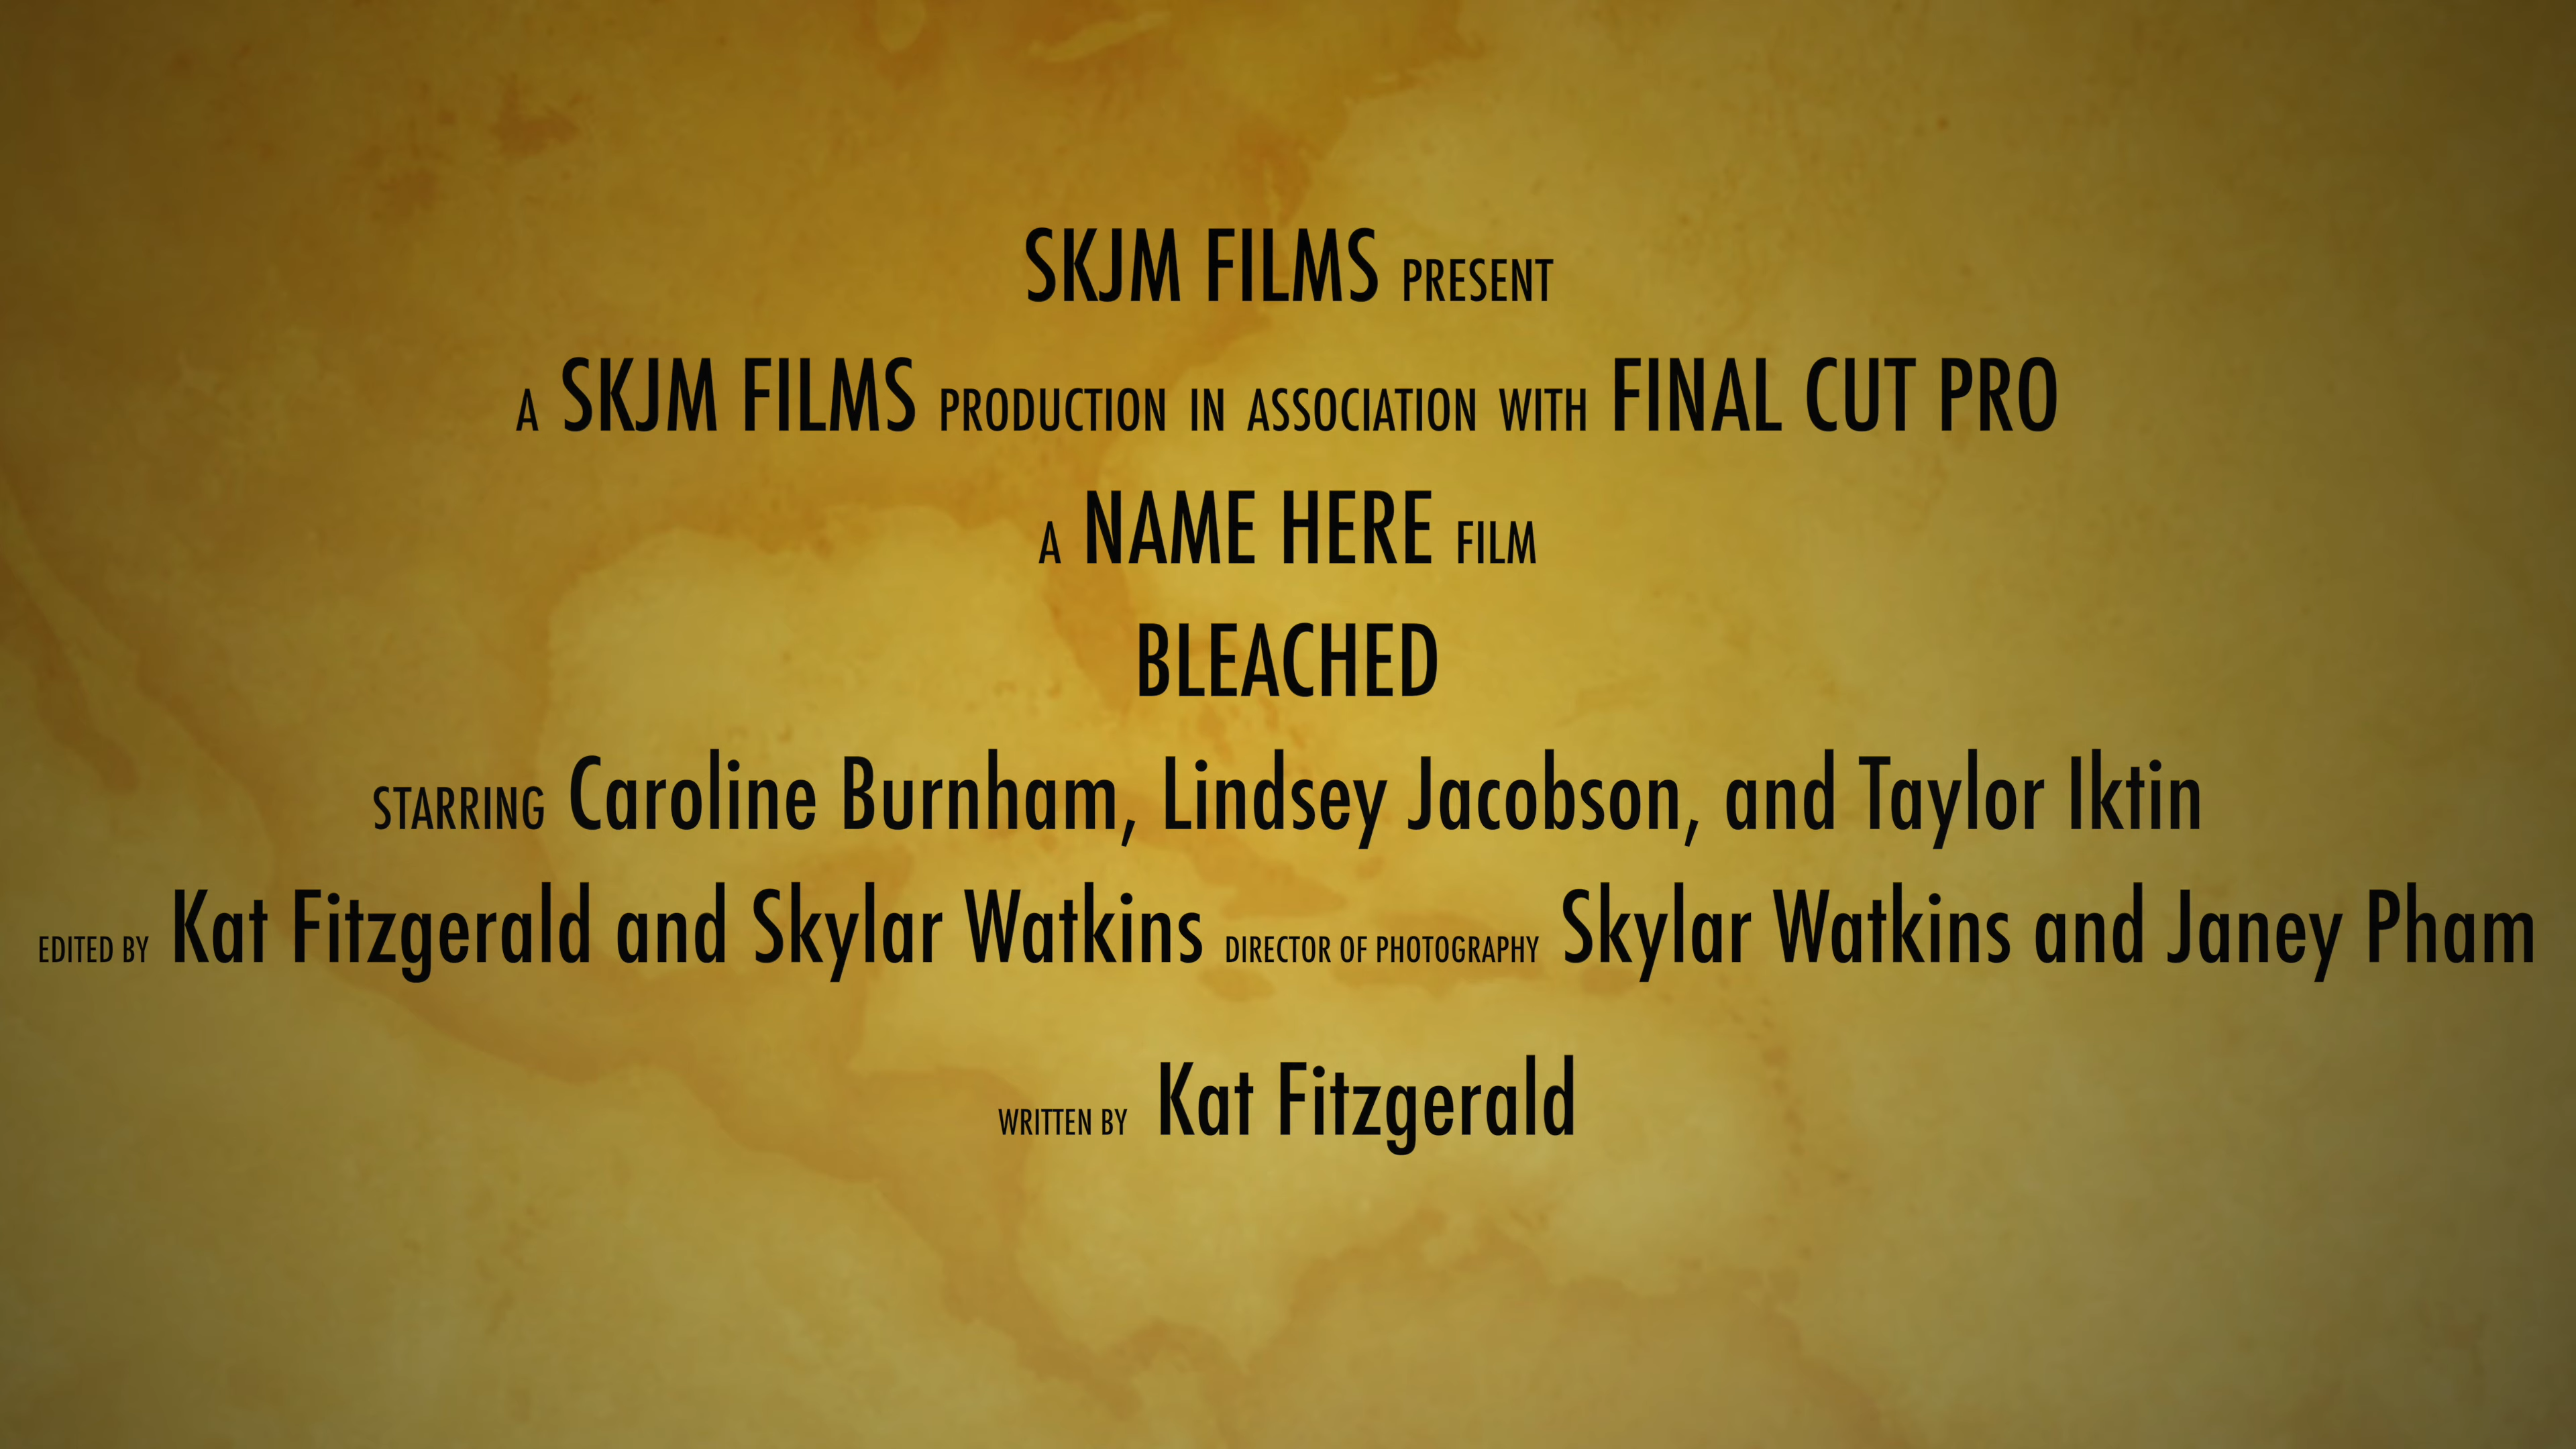 SKJM FILMS PRESENT
A SKJM FILMS PRODUCTION IN ASSOCIATION WITH FINAL CUT PRO
A NAME HERE FILM
BLEACHED
STARRING Caroline Burnham, Lindsey Jacobson, and Taylor Iktin
EDITED BY Kat Fitzgerald and Skylar Watkins DIRECTOR OF PHOTOGRAPHY Skylar Watkins and Janey Pham
WRITTEN BY Kat Fitzgerald